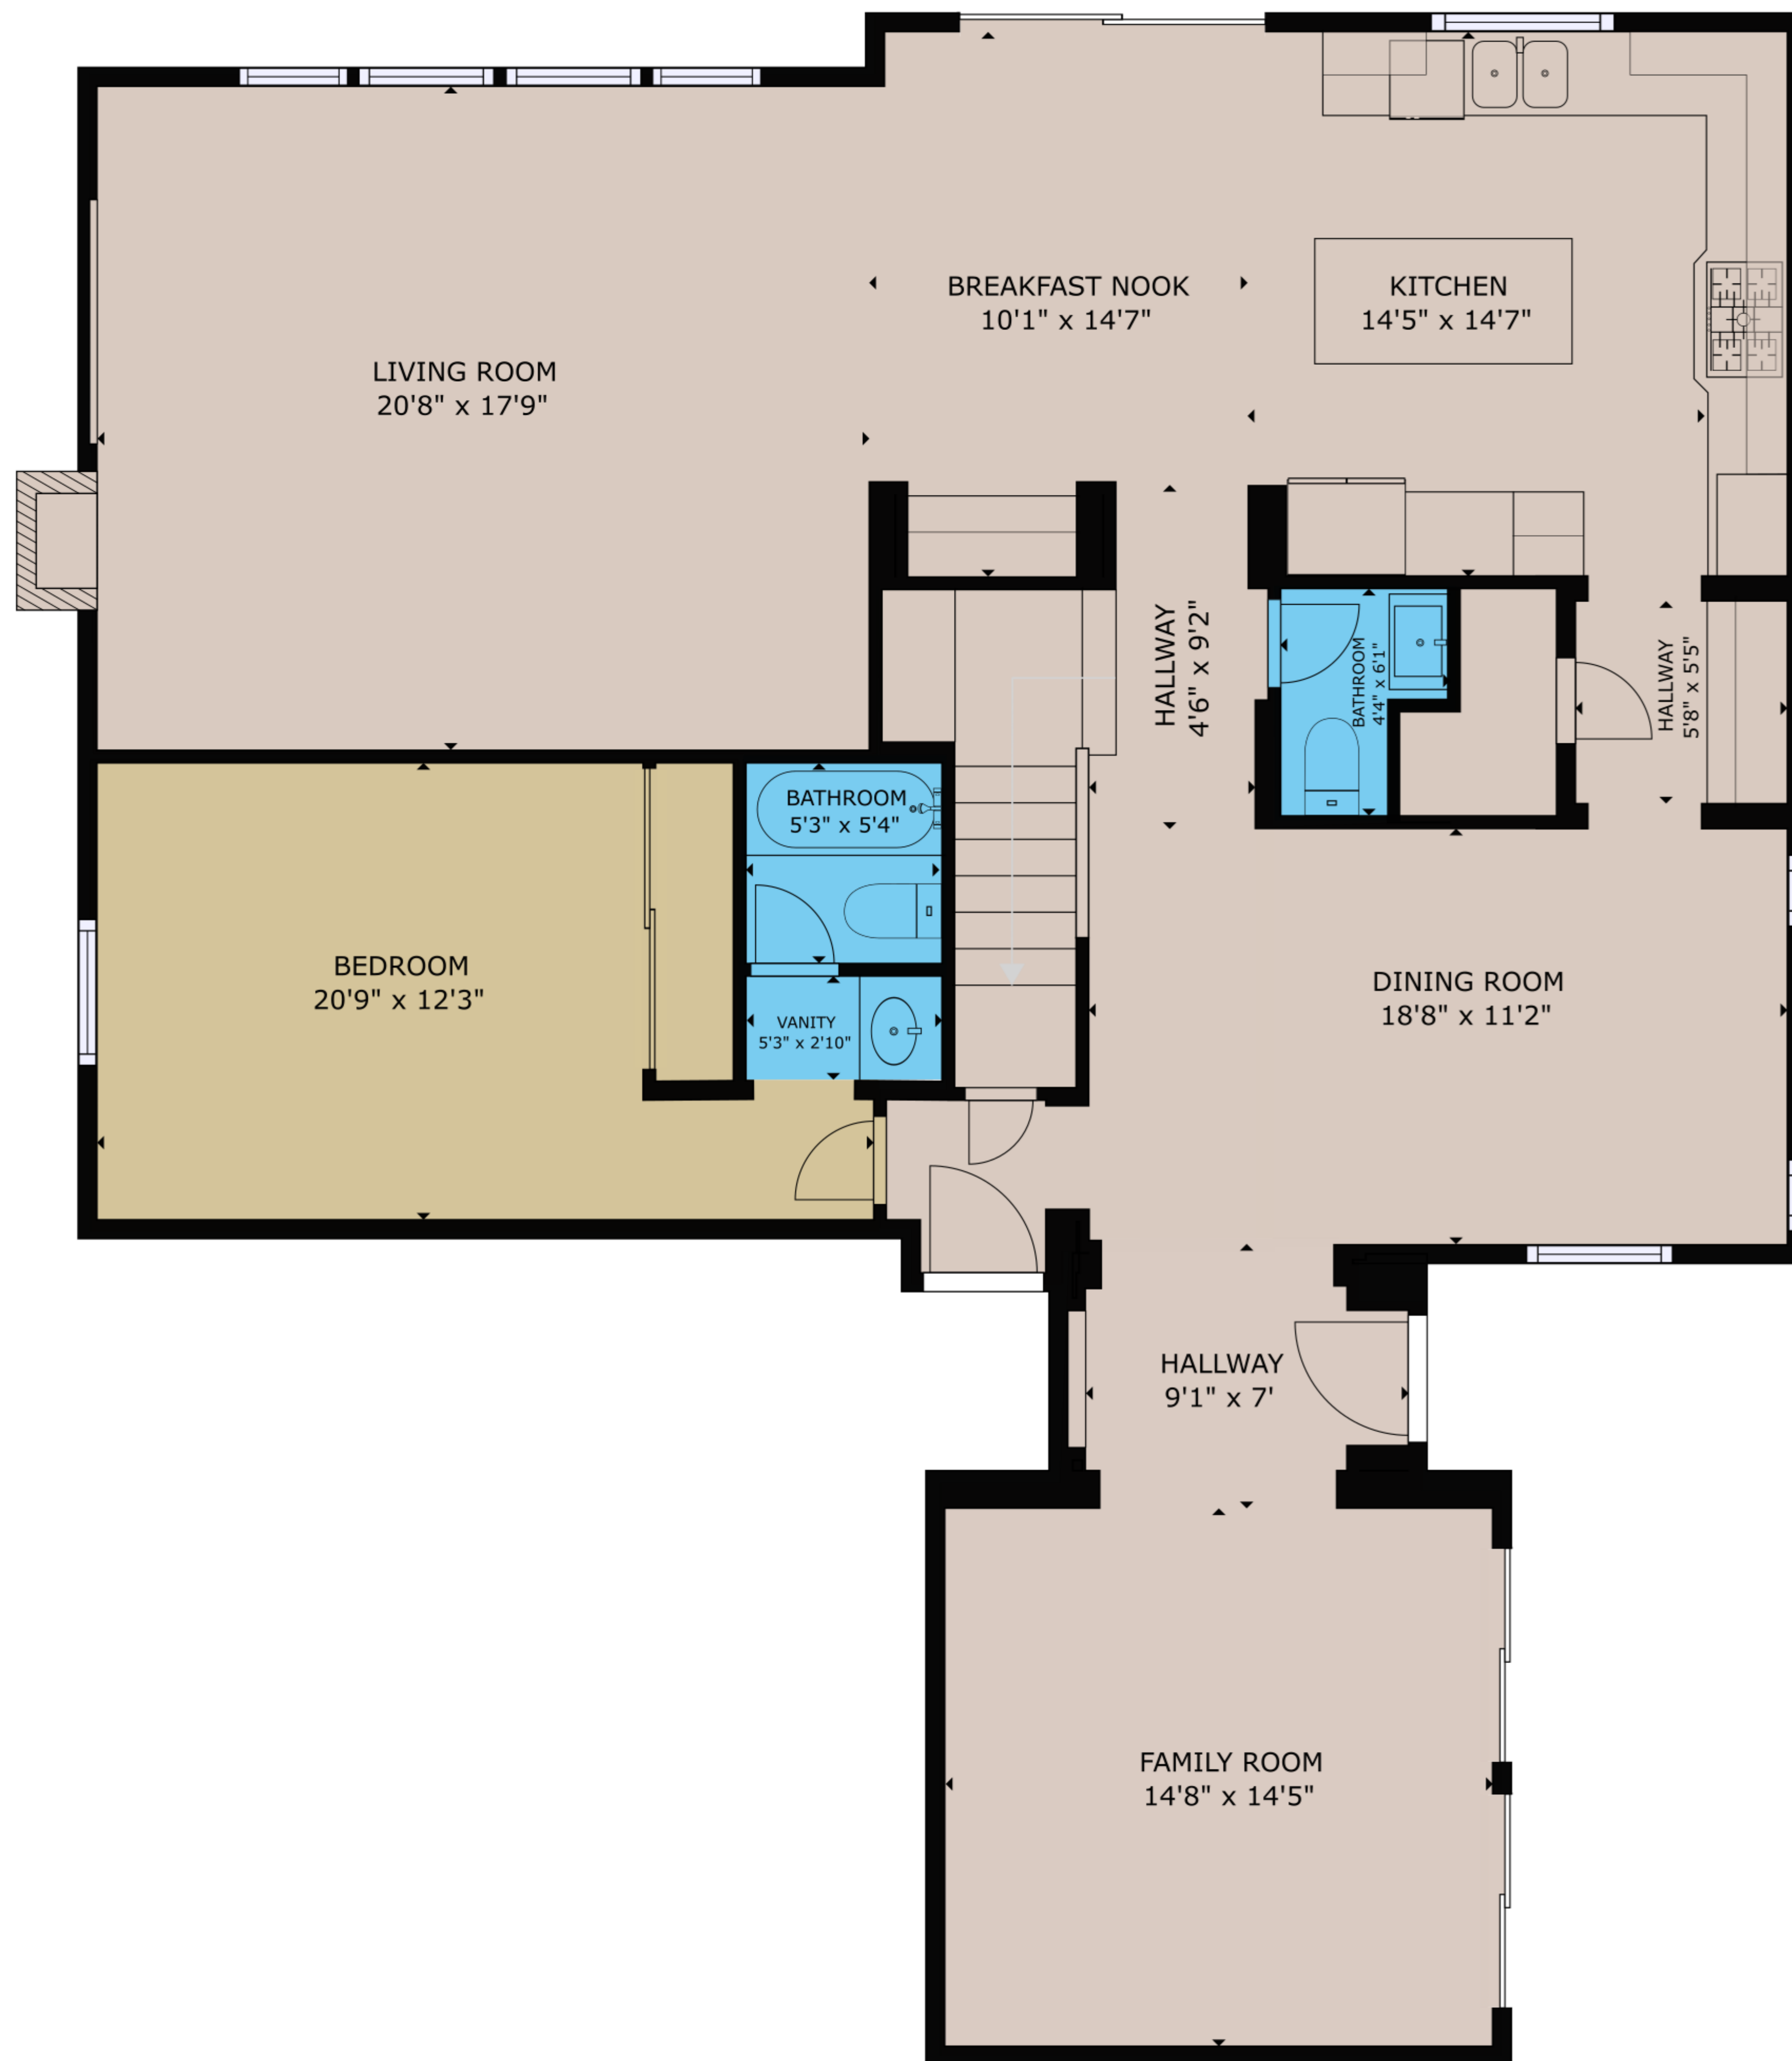 BREAKFAST NOOK
10'1" x 14'7"
KITCHEN
14'5" x 14'7"
LIVING ROOM
20'8" x 17'9"
HALLWAY
4'6" x 9'2"
BATHROOM
4'4" x 6'1"
HALLWAY
5'8" x 5'5"
BATHROOM
5'3" x 5'4"
BEDROOM
20'9" x 12'3"
VANITY
5'3" x 2'10"
DINING ROOM
18'8" x 11'2"
HALLWAY
9'1" x 7'
FAMILY ROOM
14'8" x 14'5"